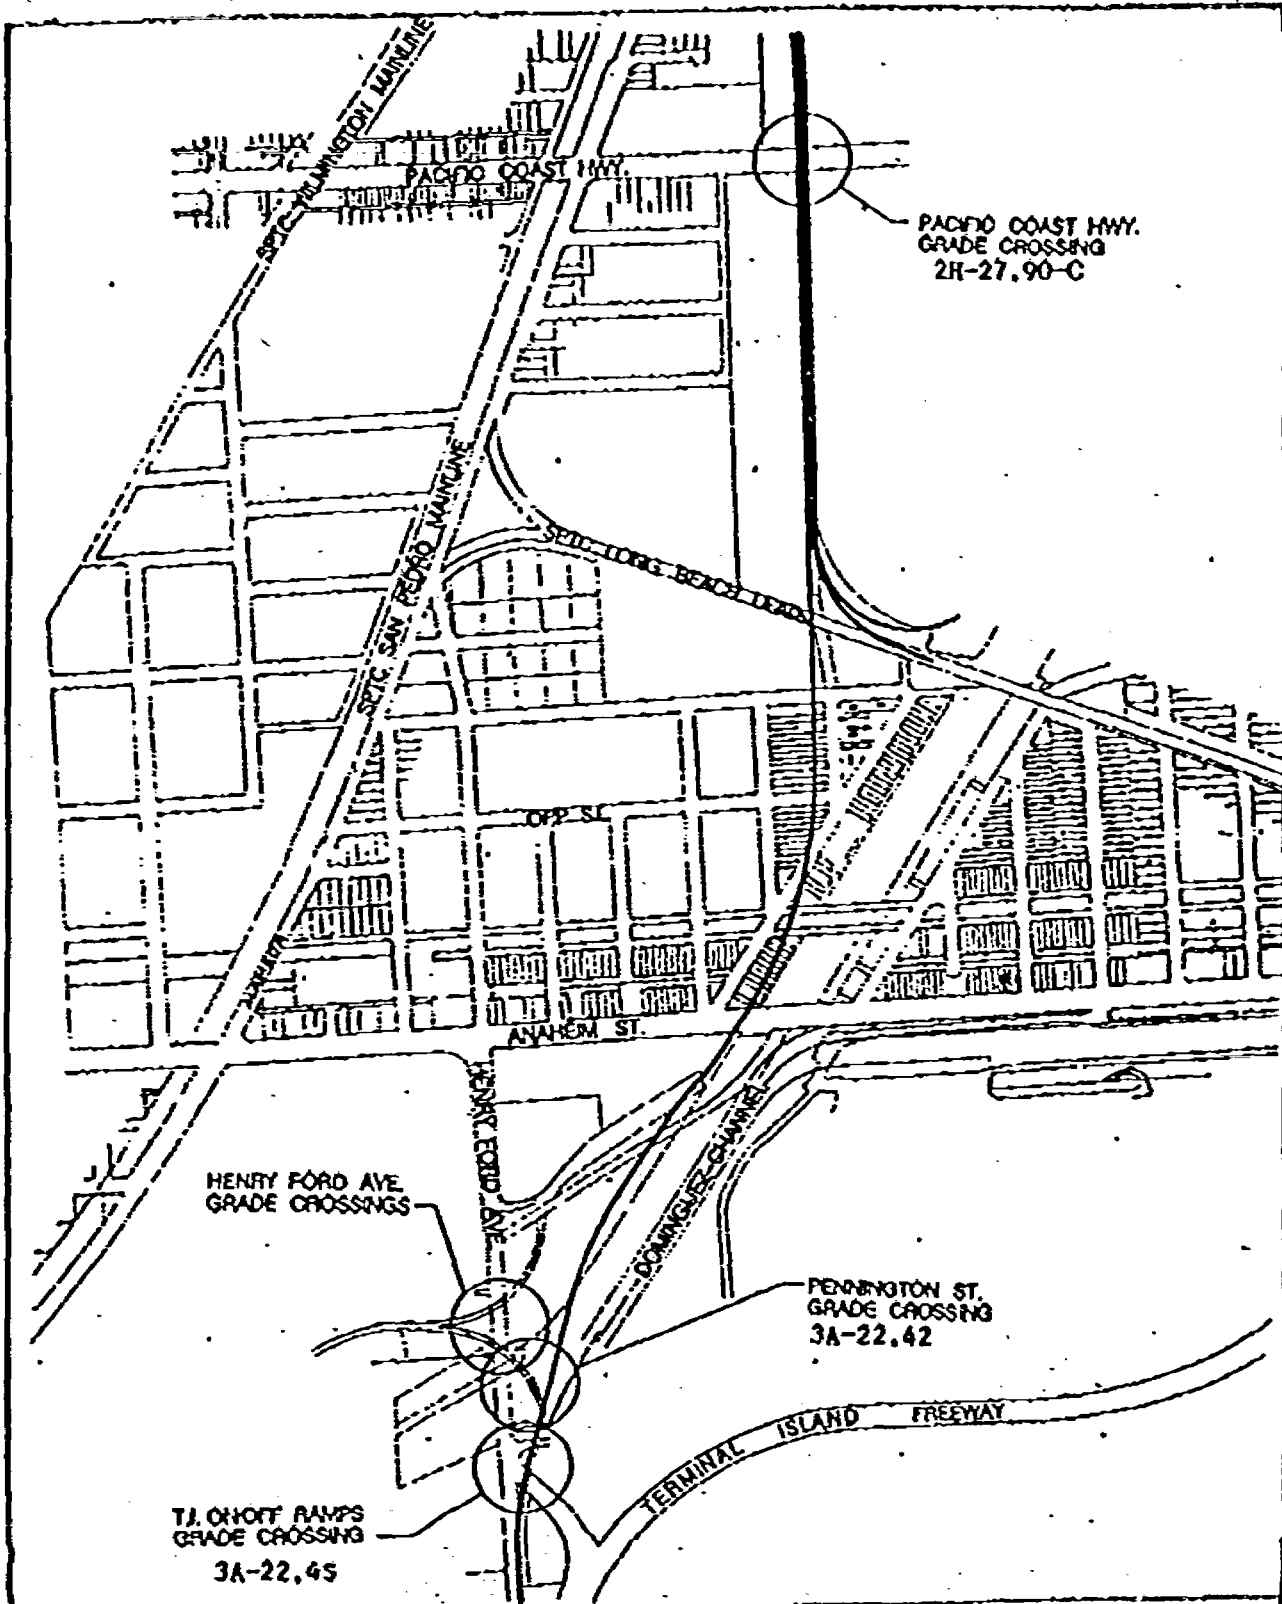 SPTC WILMINGTON MAINLINE
PACIFIC COAST HWY.
PACIFIC COAST HWY.
GRADE CROSSING
2H-27.90-C
SPTC SAN PEDRO MAINLINE
SPTC LONG BEACH LEAD
OPP ST.
ALAMEDA
ANAHEIM ST.
HENRY FORD AVE.
DOMINGUEZ CHANNEL
HENRY FORD AVE.
GRADE CROSSINGS
PENNINGTON ST.
GRADE CROSSING
3A-22.42
TERMINAL ISLAND FREEWAY
T.I. ON/OFF RAMPS
GRADE CROSSING
3A-22.45